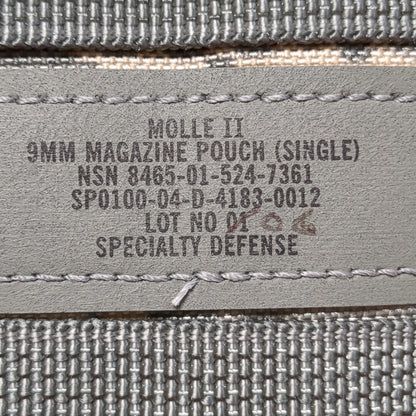 MOLLE II
9MM MAGAZINE POUCH (SINGLE)
NSN 8465-01-524-7361
SP0100-04-D-4183-0012
LOT NO 01 06
SPECIALTY DEFENSE